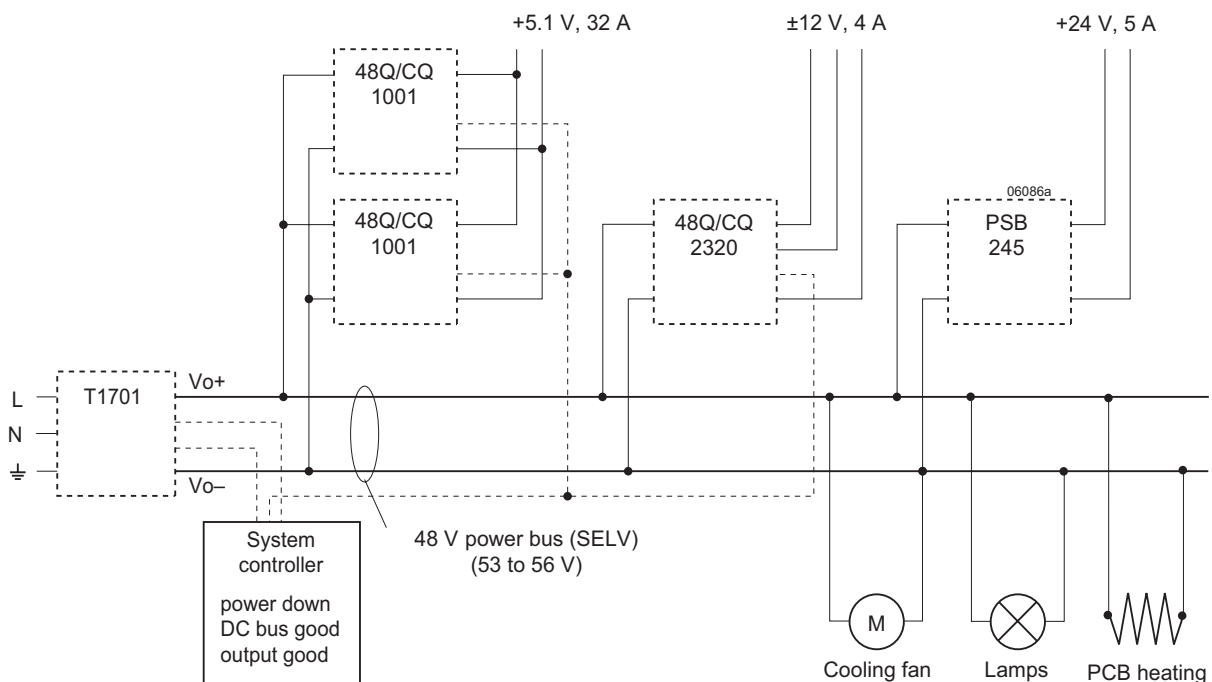 +5.1 V, 32 A
±12 V, 4 A
+24 V, 5 A
48Q/CQ
1001
48Q/CQ
1001
48Q/CQ
2320
06086a
PSB
245
L
N
T1701
Vo+
Vo–
System
controller
power down
DC bus good
output good
48 V power bus (SELV)
(53 to 56 V)
M
Cooling fan
Lamps
PCB heating